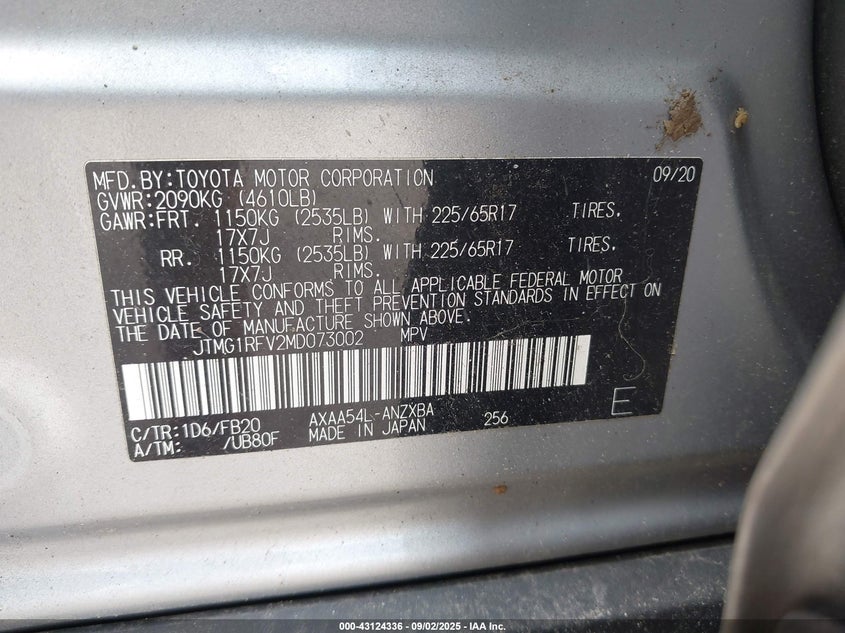 MFD.BY:TOYOTA MOTOR CORPORATION 09/20
GVWR:2090KG (4610LB)
GAWR:FRT. 1150KG (2535LB) WITH 225/65R17 TIRES.
17X7J RIMS.
RR. 1150KG (2535LB) WITH 225/65R17 TIRES.
17X7J RIMS.
THIS VEHICLE CONFORMS TO ALL APPLICABLE FEDERAL MOTOR
VEHICLE SAFETY AND THEFT PREVENTION STANDARDS IN EFFECT ON
THE DATE OF MANUFACTURE SHOWN ABOVE.
JTMG1RFV2MD073002 MPV
C/TR:1D6/FB20 AXAA54L-ANZXBA 256 E
A/TM: /UB80F MADE IN JAPAN
000-43124336 - 09/02/2025 - IAA Inc.